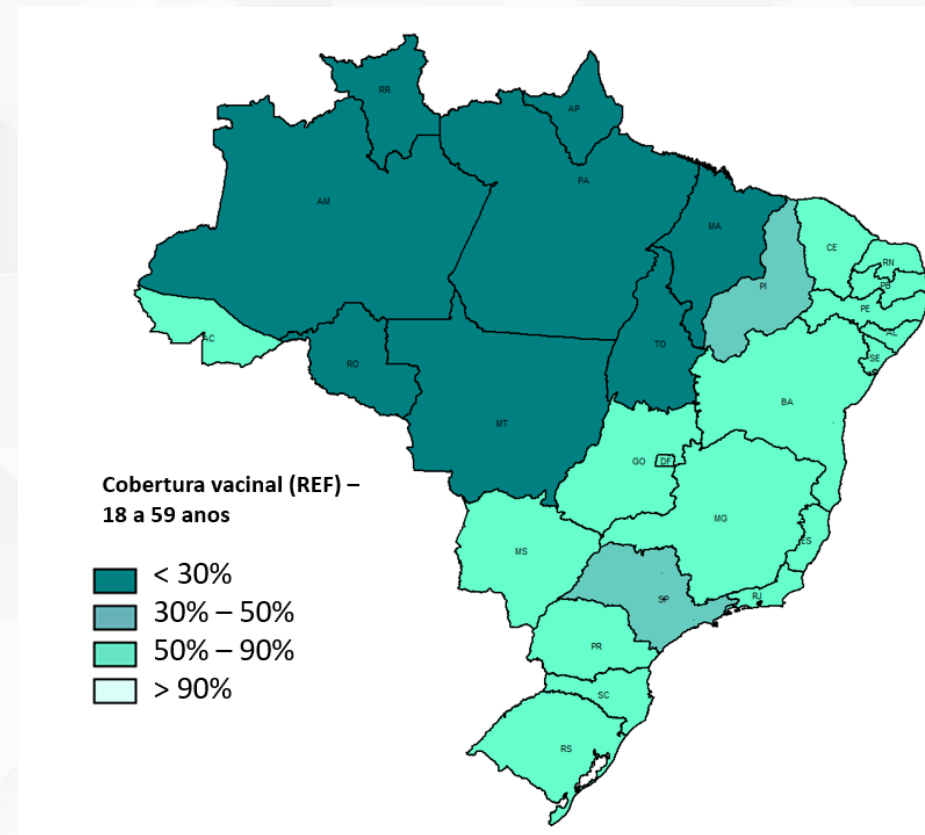 RR
AP
AM
PA
MA
CE
RN
PB
PI
PE
AL
AC
SE
TO
RO
BA
MT
GO
DF
Cobertura vacinal (REF) –
18 a 59 anos
MG
ES
MS
< 30%
RJ
SP
30% – 50%
PR
50% – 90%
> 90%
SC
RS